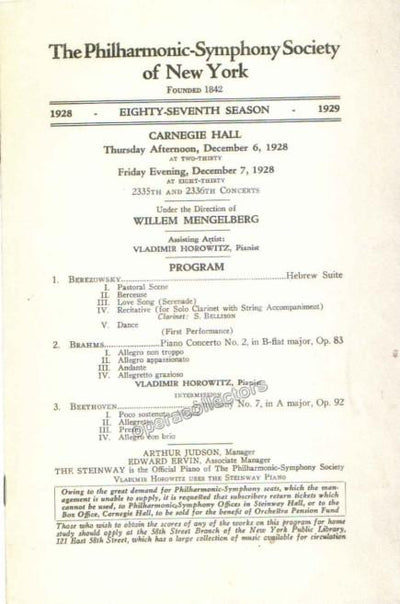 The Philharmonic-Symphony Society
of New York
FOUNDED 1842
1928 - EIGHTY-SEVENTH SEASON - 1929
CARNEGIE HALL
Thursday Afternoon, December 6, 1928
AT TWO-THIRTY
Friday Evening, December 7, 1928
AT EIGHT-THIRTY
2335TH AND 2336TH CONCERTS
Under the Direction of
WILLEM MENGELBERG
Assisting Artist:
VLADIMIR HOROWITZ, Pianist
PROGRAM
1. BEREZOWSKY Hebrew Suite
I. Pastoral Scene
II. Berceuse
III. Love Song (Serenade)
IV. Recitative (for Solo Clarinet with String Accompaniment)
Clarinet: S. BELLISON
V. Dance
(First Performance)
2. BRAHMS Piano Concerto No. 2, in B-flat major, Op. 83
I. Allegro non troppo
II. Allegro appassionato
III. Andante
IV. Allegretto grazioso
VLADIMIR HOROWITZ, Pianist
INTERMISSION
3. BEETHOVEN No. 7, in A major, Op. 92
I. Poco sostenuto
II. Allegretto
III. Presto
IV. Allegro con brio
operacollectors
ARTHUR JUDSON, Manager
EDWARD ERVIN, Associate Manager
THE STEINWAY is the Official Piano of The Philharmonic-Symphony Society
VLADIMIR HOROWITZ USES THE STEINWAY PIANO
Owing to the great demand for Philharmonic-Symphony seats, which the man-
agement is unable to supply, it is requested that subscribers return tickets which
cannot be used, to Philharmonic-Symphony Offices in Steinway Hall, or to the
Box Office, Carnegie Hall, to be sold for the benefit of Orchestra Pension Fund
Those who wish to obtain the scores of any of the works on this program for home
study should apply at the 58th Street Branch of the New York Public Library,
121 East 58th Street, which has a large collection of music available for circulation